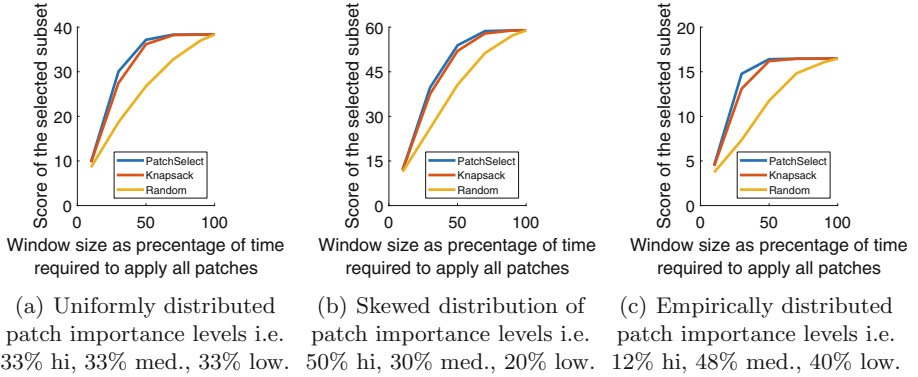 Score of the selected subset
40
30
20
10
0
PatchSelect
Knapsack
Random
0 50 100
Window size as precentage of time
required to apply all patches
(a) Uniformly distributed
patch importance levels i.e.
33% hi, 33% med., 33% low.
Score of the selected subset
60
45
30
15
0
PatchSelect
Knapsack
Random
0 50 100
Window size as precentage of time
required to apply all patches
(b) Skewed distribution of
patch importance levels i.e.
50% hi, 30% med., 20% low.
Score of the selected subset
20
15
10
5
0
PatchSelect
Knapsack
Random
0 50 100
Window size as precentage of time
required to apply all patches
(c) Empirically distributed
patch importance levels i.e.
12% hi, 48% med., 40% low.